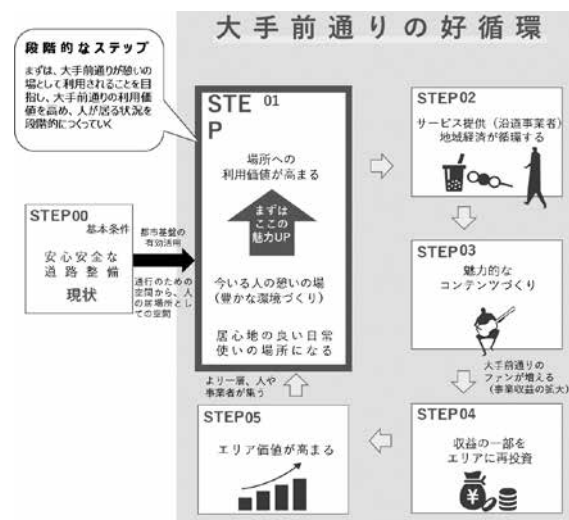 大手前通りの好循環
段階的なステップ
まずは、大手前通りが憩いの
場として利用されることを目
指し、大手前通りの利用価
値を高め、人が居る状況を
段階的につくっていく
STEP00
基本条件
安心安全な
道路整備
現状
都市基盤の
有効活用
通行のための
空間から、人
の居場所とし
ての空間
STE 01
P
場所への
利用価値が高まる
まずは
ここの
魅力UP
今いる人の憩いの場
(豊かな環境づくり)
居心地の良い日常
使いの場所になる
STEP02
サービス提供(沿道事業者)
地域経済が循環する
STEP03
魅力的な
コンテンツづくり
大手前通りの
ファンが増える
(事業収益の拡大)
STEP04
収益の一部を
エリアに再投資
¥
STEP05
エリア価値が高まる
より一層、人や
事業者が集う